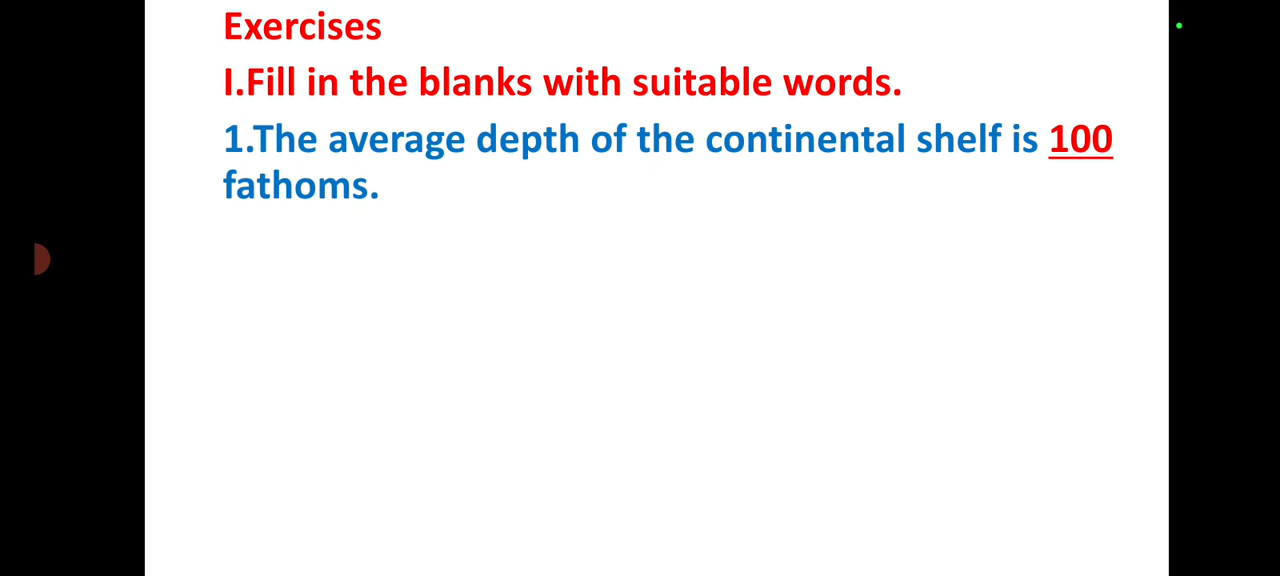 Exercises
I.Fill in the blanks with suitable words.
1.The average depth of the continental shelf is 100
fathoms.